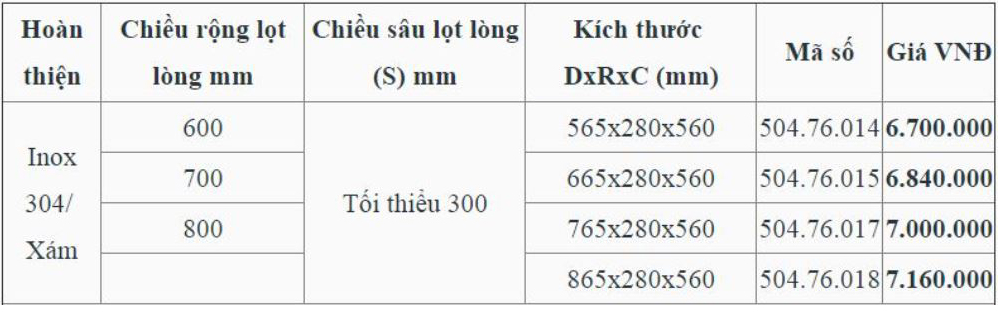 Hoàn thiện Chiều rộng lọt lòng mm Chiều sâu lọt lòng (S) mm Kích thước DxRxC (mm) Mã số Giá VNĐ
Inox 304/ Xám 600 Tối thiểu 300 565x280x560 504.76.014 6.700.000
700 665x280x560 504.76.015 6.840.000
800 765x280x560 504.76.017 7.000.000
865x280x560 504.76.018 7.160.000